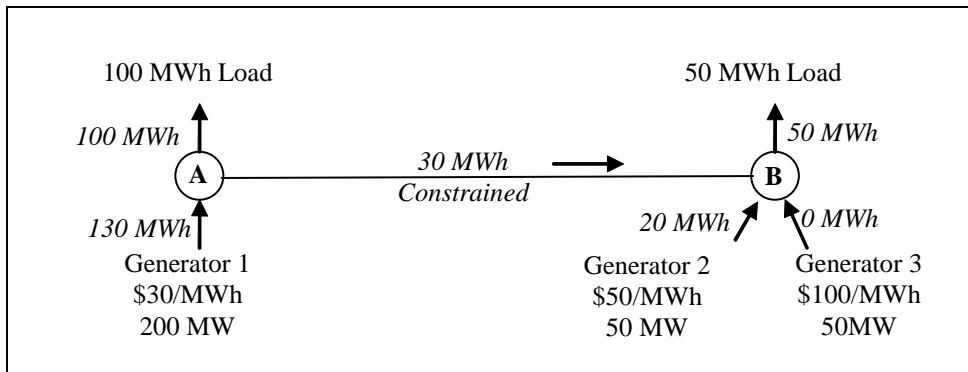 100 MWh Load
50 MWh Load
100 MWh
50 MWh
30 MWh
A
B
Constrained
130 MWh
20 MWh
0 MWh
Generator 1
$30/MWh
200 MW
Generator 2
$50/MWh
50 MW
Generator 3
$100/MWh
50MW